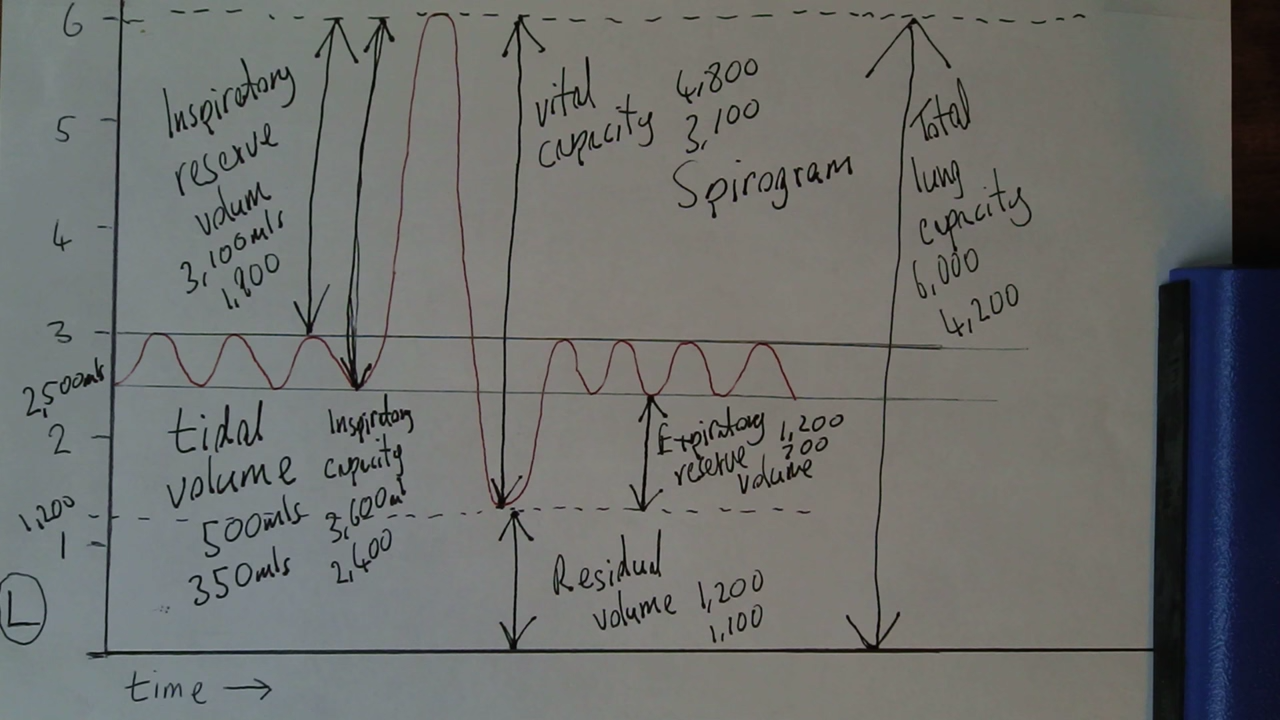 6
5
4
3
2,500mls
2
1,200
1
L
time →
Inspiratory
reserve
volum
3,100mls
1,800
vital
capacity
4,800
3,100
Spirogram
Total
lung
capacity
6,000
4,200
tidal
volume
500mls
350mls
Inspiratory
capacity
2,400
Expiratory 1,200
reserve 700
volume
Residual
volume 1,200
1,100